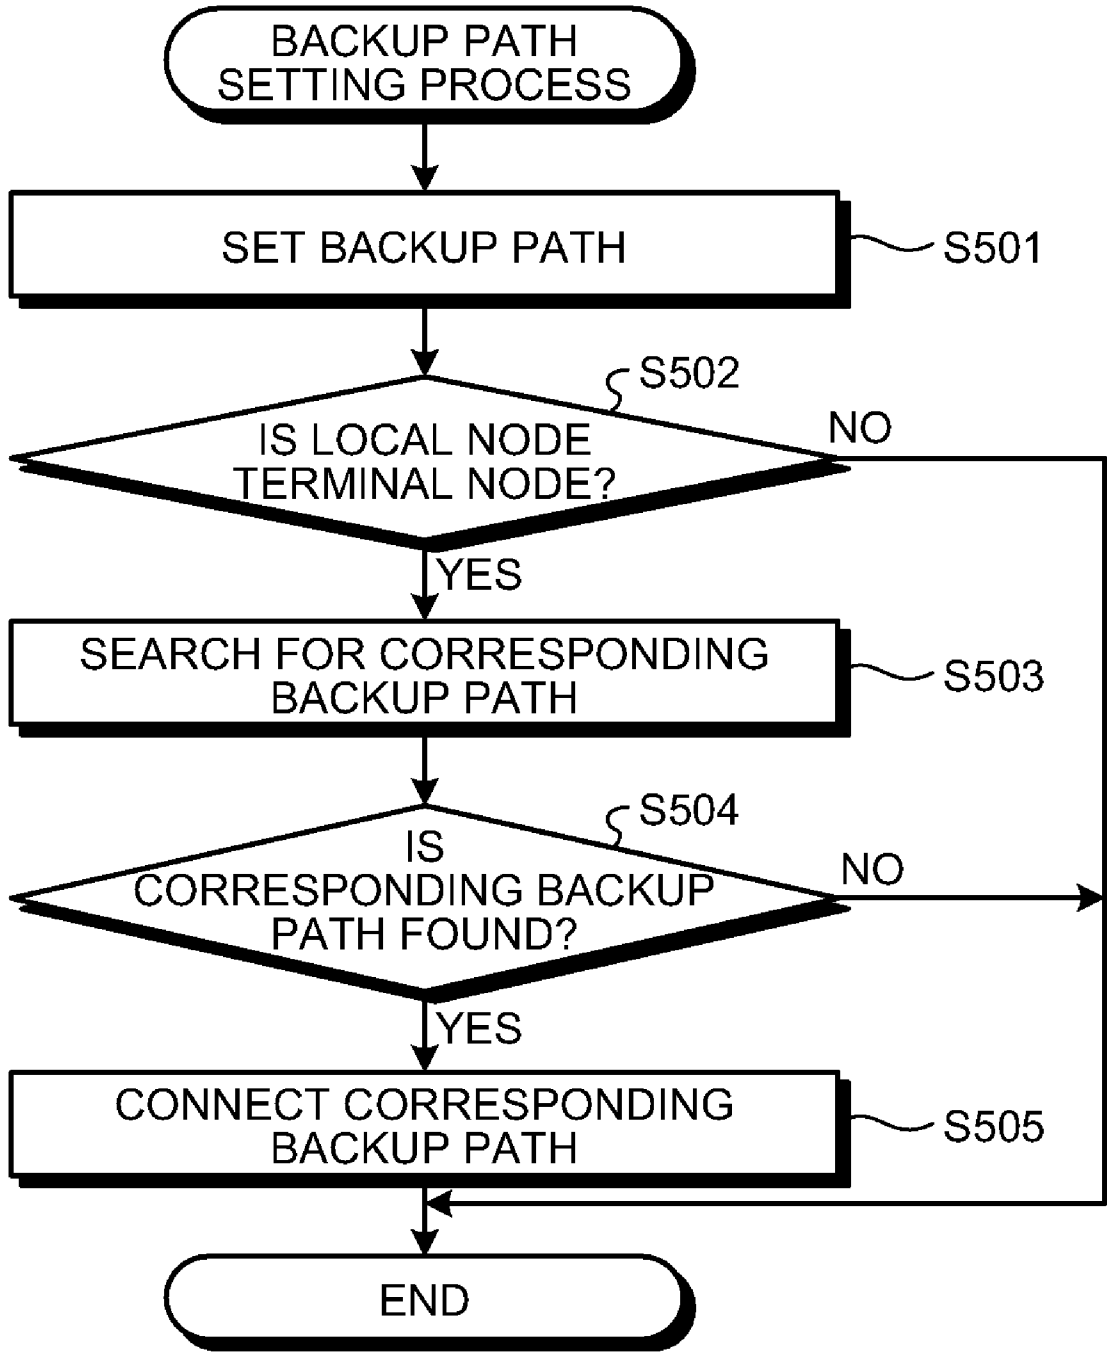 BACKUP PATH
SETTING PROCESS
SET BACKUP PATH
S501
S502
IS LOCAL NODE
TERMINAL NODE?
NO
YES
SEARCH FOR CORRESPONDING
BACKUP PATH
S503
S504
IS
CORRESPONDING BACKUP
PATH FOUND?
NO
YES
CONNECT CORRESPONDING
BACKUP PATH
S505
END